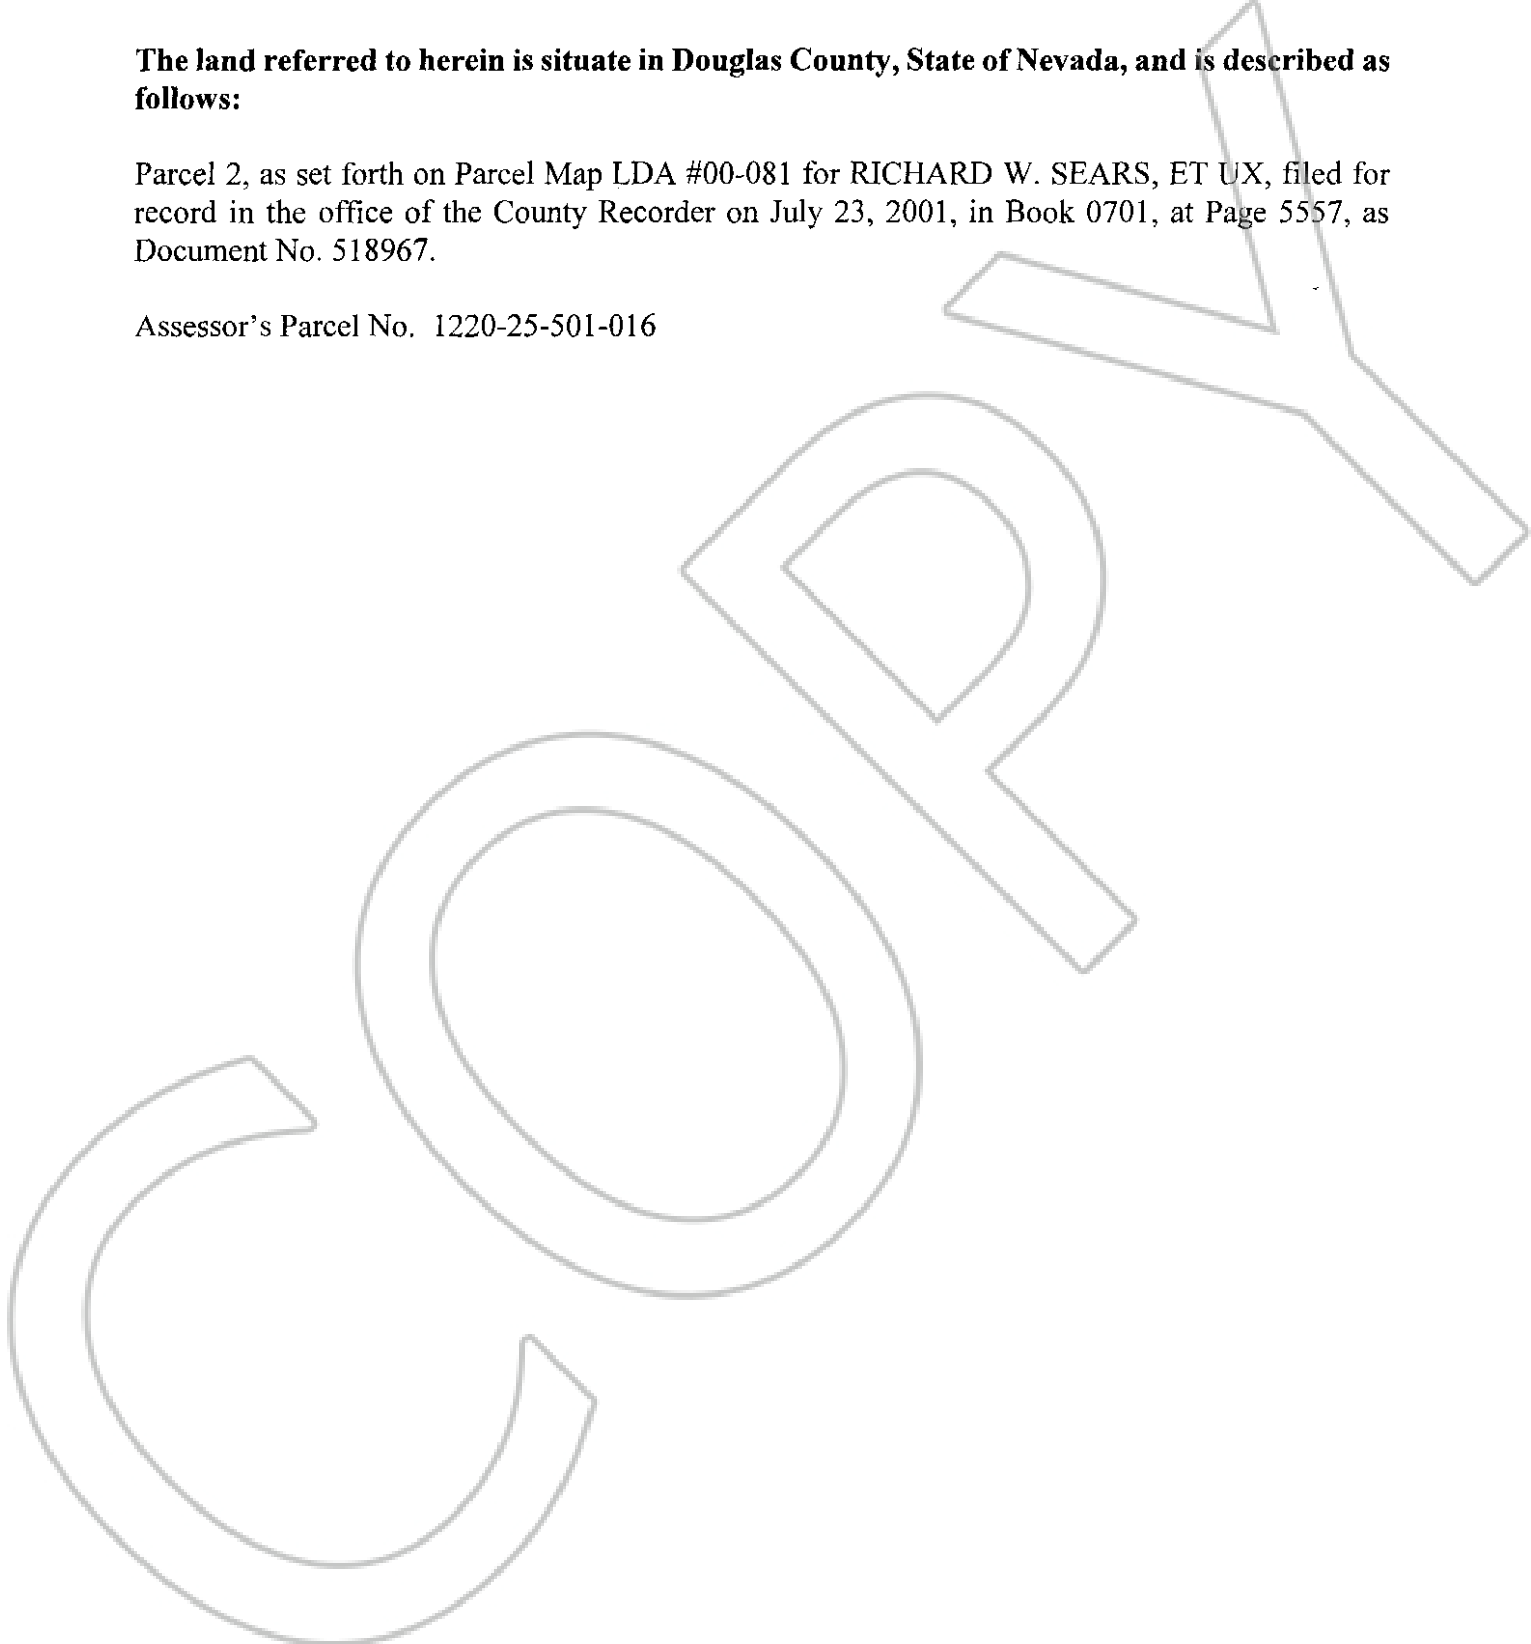 The land referred to herein is situate in Douglas County, State of Nevada, and is described as
follows:
Parcel 2, as set forth on Parcel Map LDA #00-081 for RICHARD W. SEARS, ET UX, filed for
record in the office of the County Recorder on July 23, 2001, in Book 0701, at Page 5557, as
Document No. 518967.
Assessor's Parcel No. 1220-25-501-016
COPY